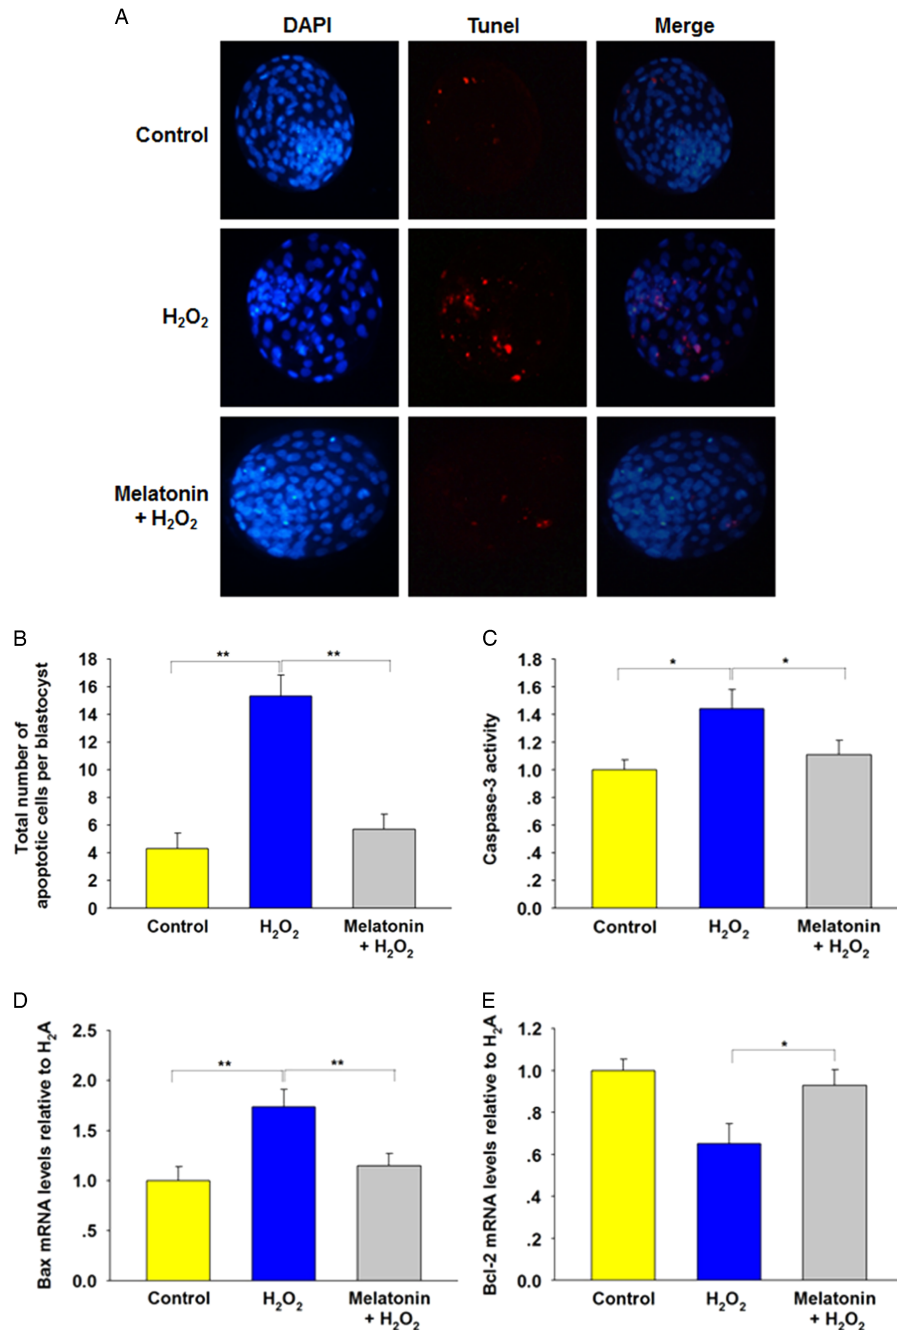 A
DAPI Tunel Merge
Control
H₂O₂
Melatonin
+ H₂O₂
B
Total number of
apoptotic cells per blastocyst
18
16
14
12
10
8
6
4
2
0
** **
Control H₂O₂ Melatonin
+ H₂O₂
C
Caspase-3 activity
1.8
1.6
1.4
1.2
1.0
.8
.6
.4
.2
0.0
* *
Control H₂O₂ Melatonin
+ H₂O₂
D
Bax mRNA levels relative to H₂A
2.5
2.0
1.5
1.0
.5
0.0
** **
Control H₂O₂ Melatonin
+ H₂O₂
E
Bcl-2 mRNA levels relative to H₂A
1.2
1.0
.8
.6
.4
.2
.0
*
Control H₂O₂ Melatonin
+ H₂O₂